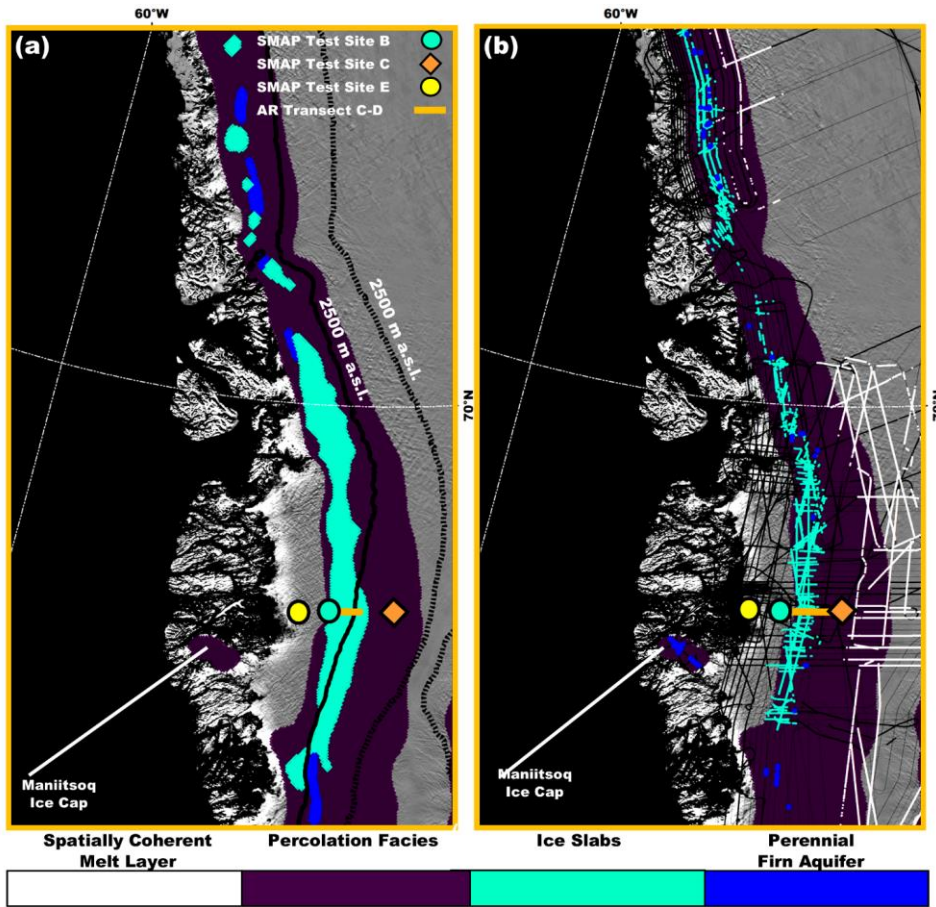 60°W
60°W
(a)
SMAP Test Site B
SMAP Test Site C
SMAP Test Site E
AR Transect C-D
2500 m a.s.l.
2500 m a.s.l.
70°N
Maniitsoq
Ice Cap
(b)
70°N
Maniitsoq
Ice Cap
Spatially Coherent
Melt Layer
Percolation Facies
Ice Slabs
Perennial
Firn Aquifer